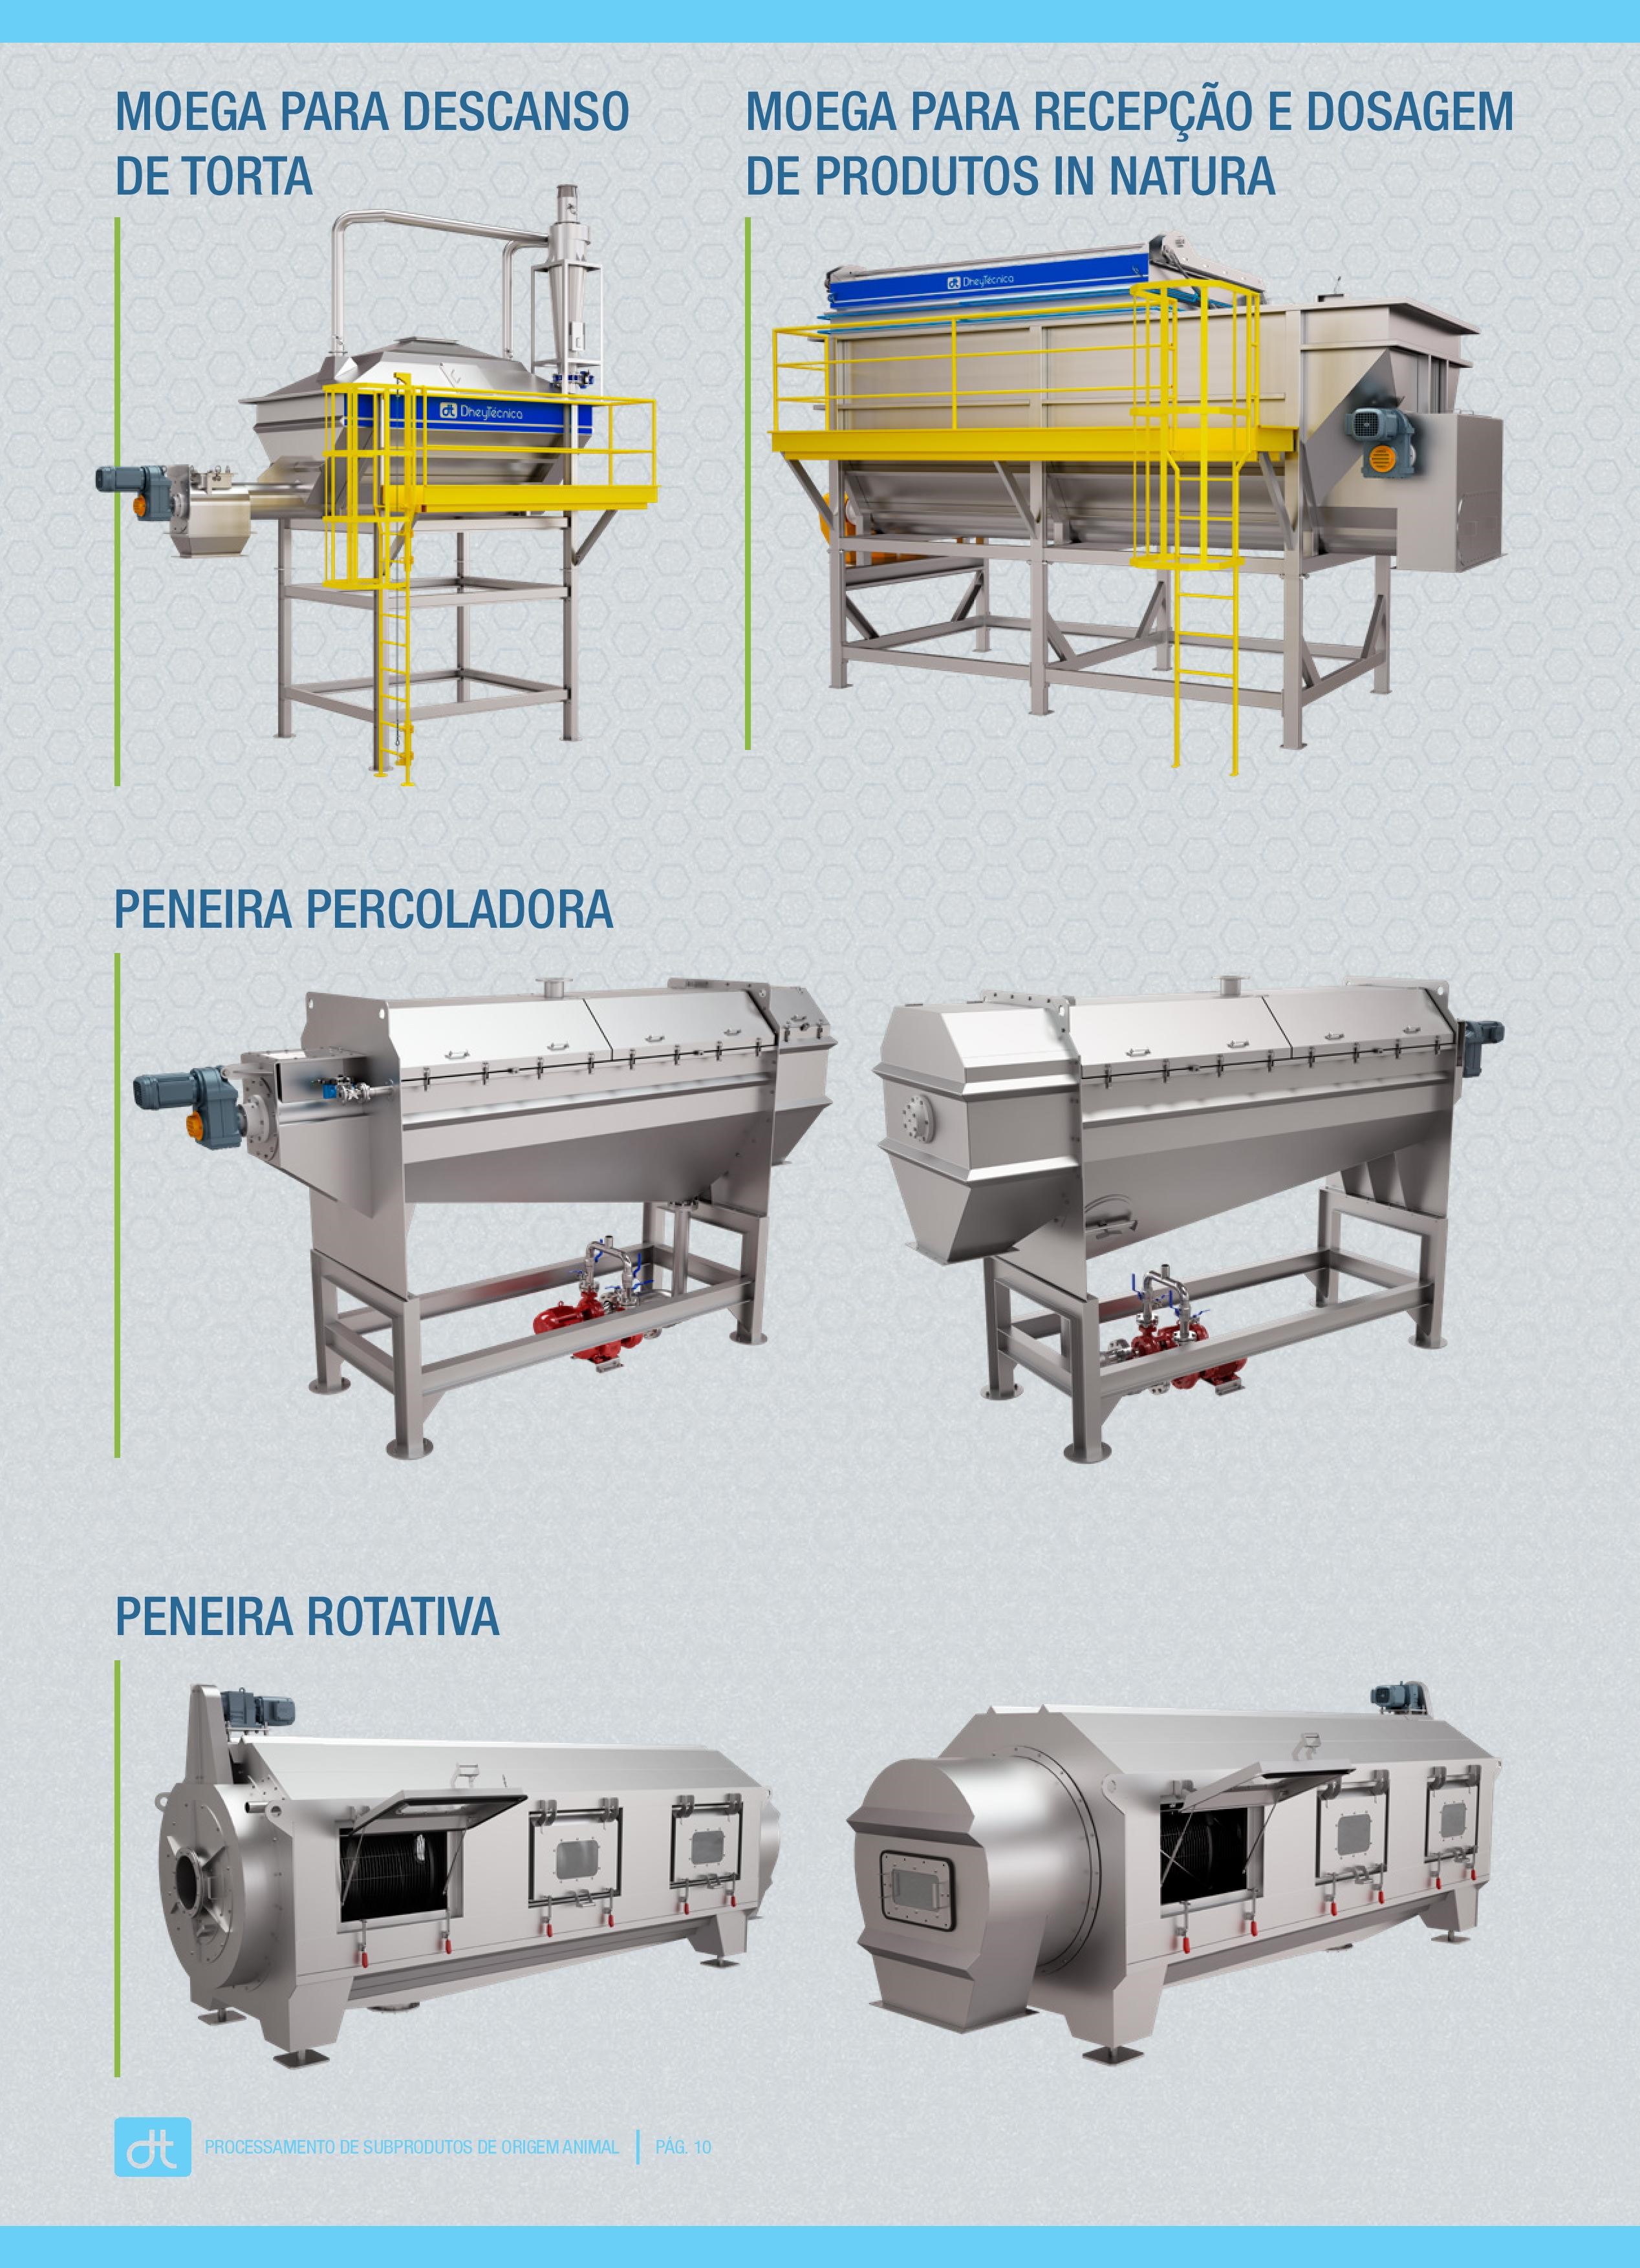 MOEGA PARA DESCANSO
DE TORTA
MOEGA PARA RECEPÇÃO E DOSAGEM
DE PRODUTOS IN NATURA
dt DheyTécnica
dt DheyTécnica
PENEIRA PERCOLADORA
PENEIRA ROTATIVA
dt PROCESSAMENTO DE SUBPRODUTOS DE ORIGEM ANIMAL | PÁG. 10